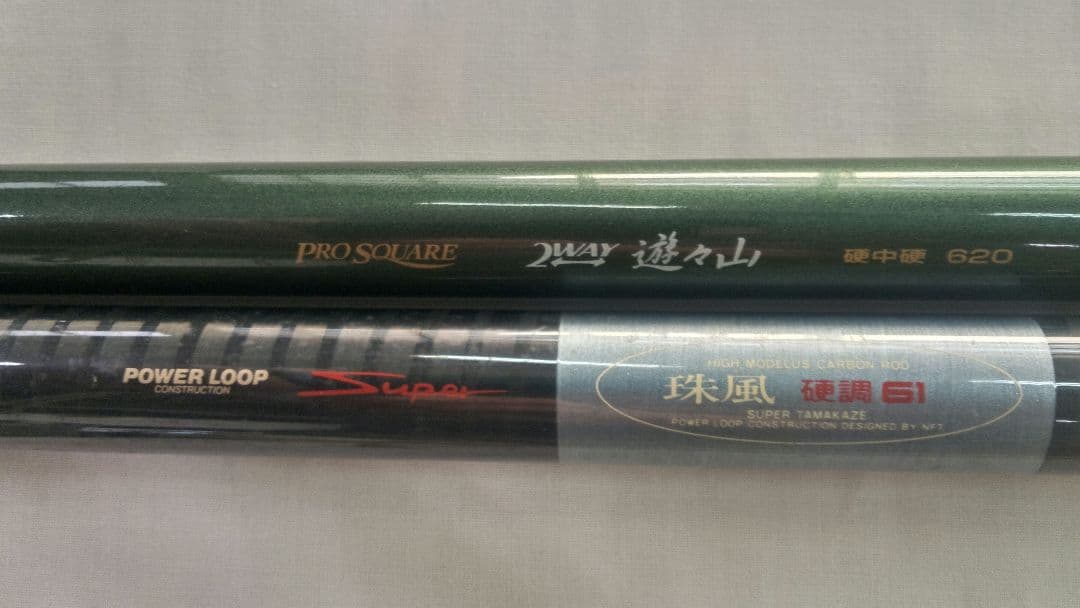 PRO SQUARE 2WAY 遊々山 硬中硬 620
POWER LOOP
CONSTRUCTION
Super
HIGH MODELUS CARBON ROD
珠風 硬調 61
SUPER TAMAKAZE
POWER LOOP CONSTRUCTION DESIGNED BY NFT